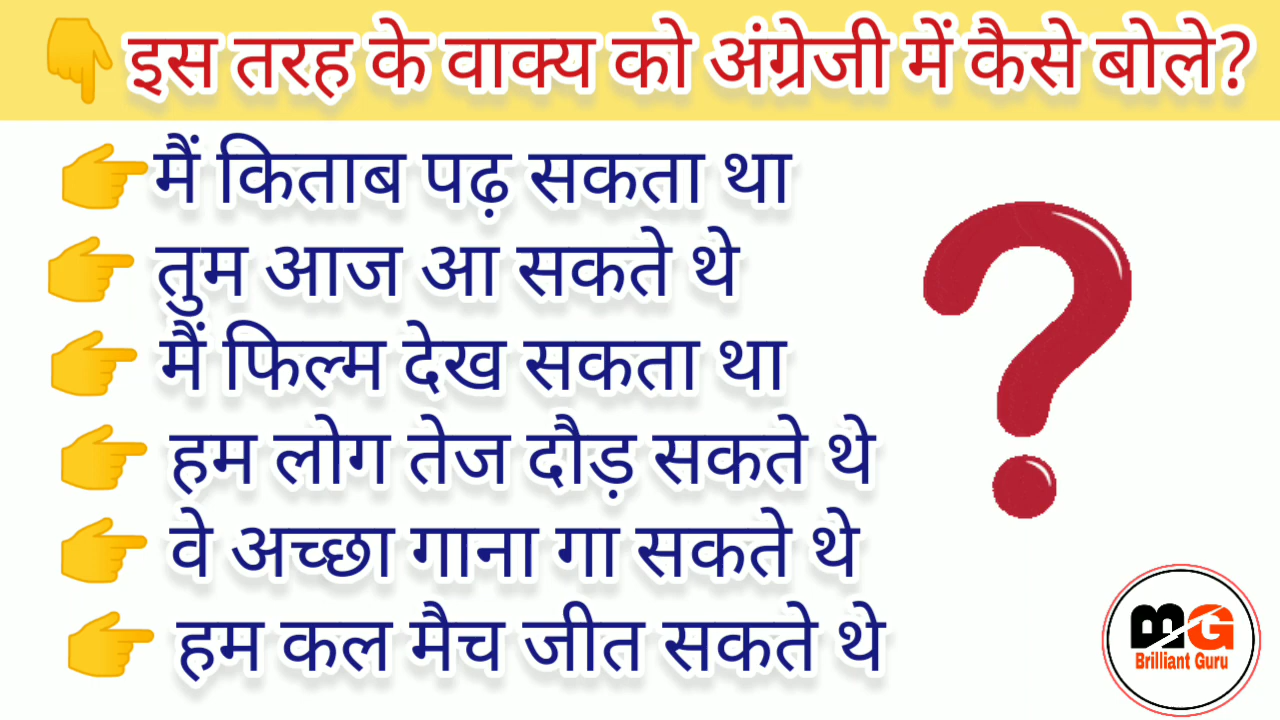 इस तरह के वाक्य को अंग्रेजी में कैसे बोले?
मैं किताब पढ़ सकता था
तुम आज आ सकते थे
मैं फिल्म देख सकता था
हम लोग तेज दौड़ सकते थे
वे अच्छा गाना गा सकते थे
हम कल मैच जीत सकते थे
BG
Brilliant Guru